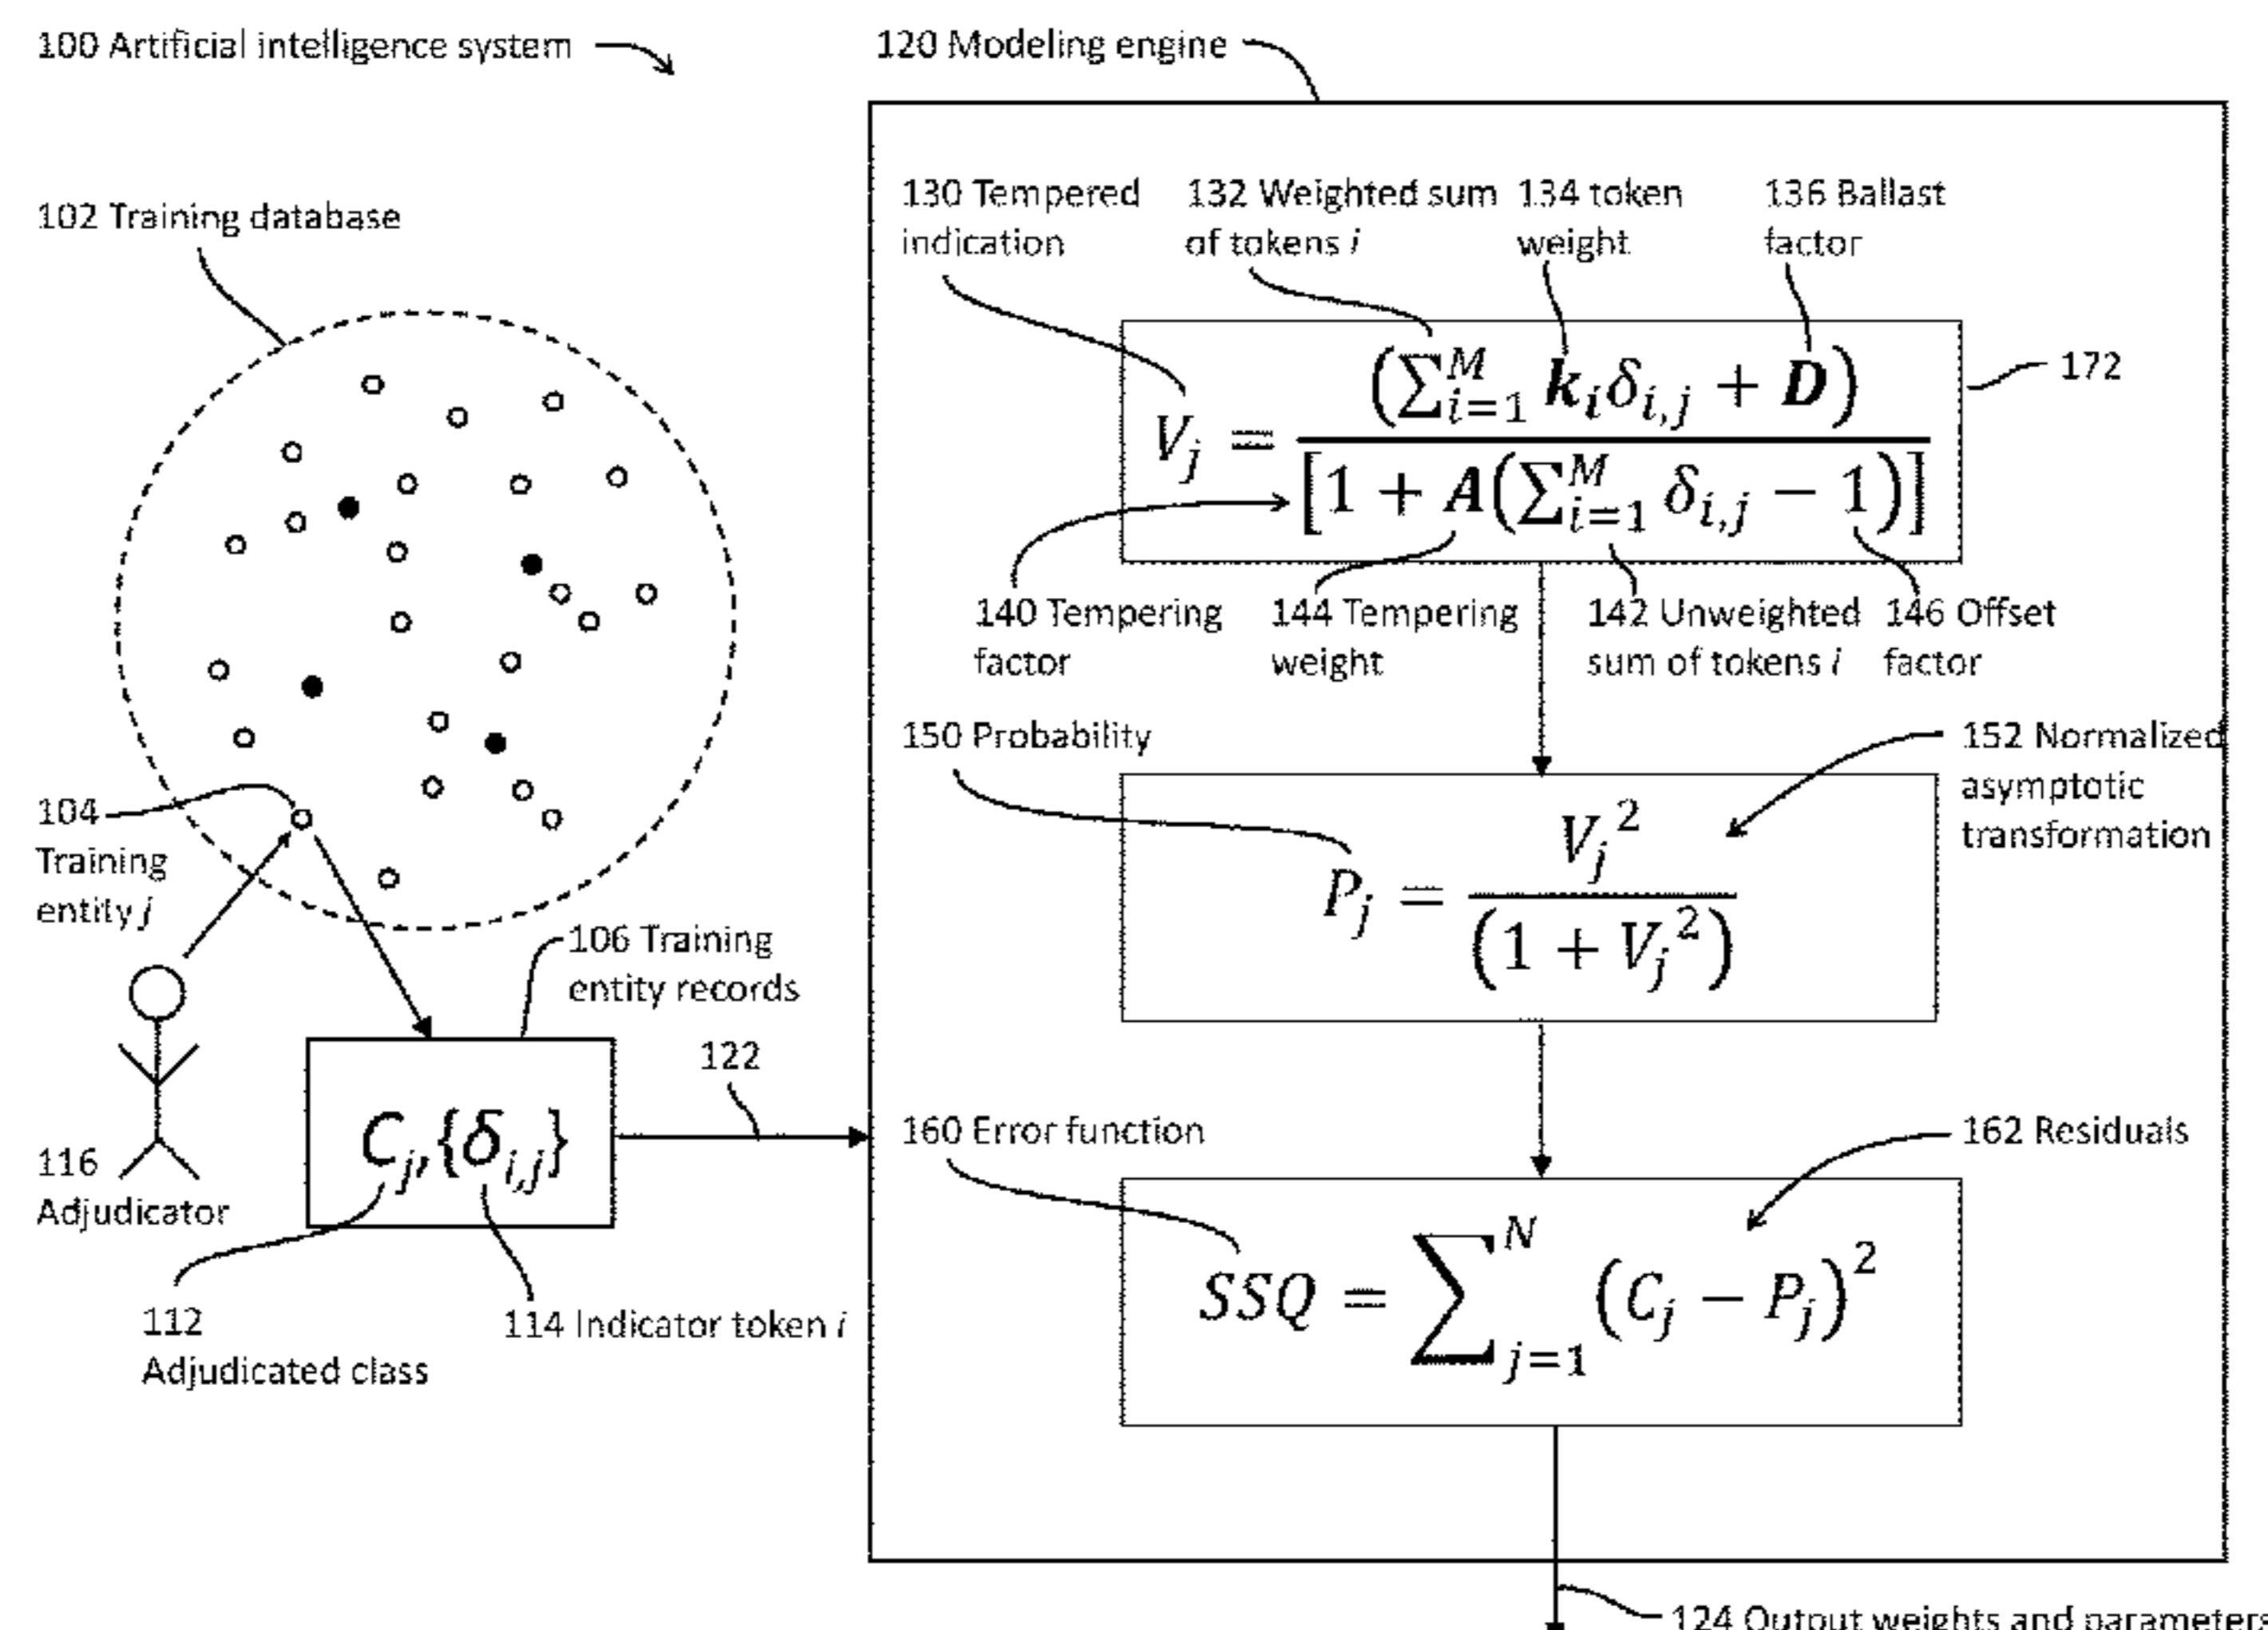 100 Artificial intelligence system
102 Training database
104
Training
entity j
116
Adjudicator
106 Training
entity records
C_j, {δ_{i,j}}
112
Adjudicated class
114 Indicator token i
122
120 Modeling engine
130 Tempered
indication
132 Weighted sum
of tokens i
134 token
weight
136 Ballast
factor
V_j = (∑_{i=1}^{M} k_i δ_{i,j} + D) / [1 + A(∑_{i=1}^{M} δ_{i,j} − 1)]
172
140 Tempering
factor
144 Tempering
weight
142 Unweighted
sum of tokens i
146 Offset
factor
150 Probability
152 Normalized
asymptotic
transformation
P_j = V_j^2 / (1 + V_j^2)
160 Error function
162 Residuals
SSQ = ∑_{j=1}^{N} (C_j − P_j)^2
124 Output weights and parameters